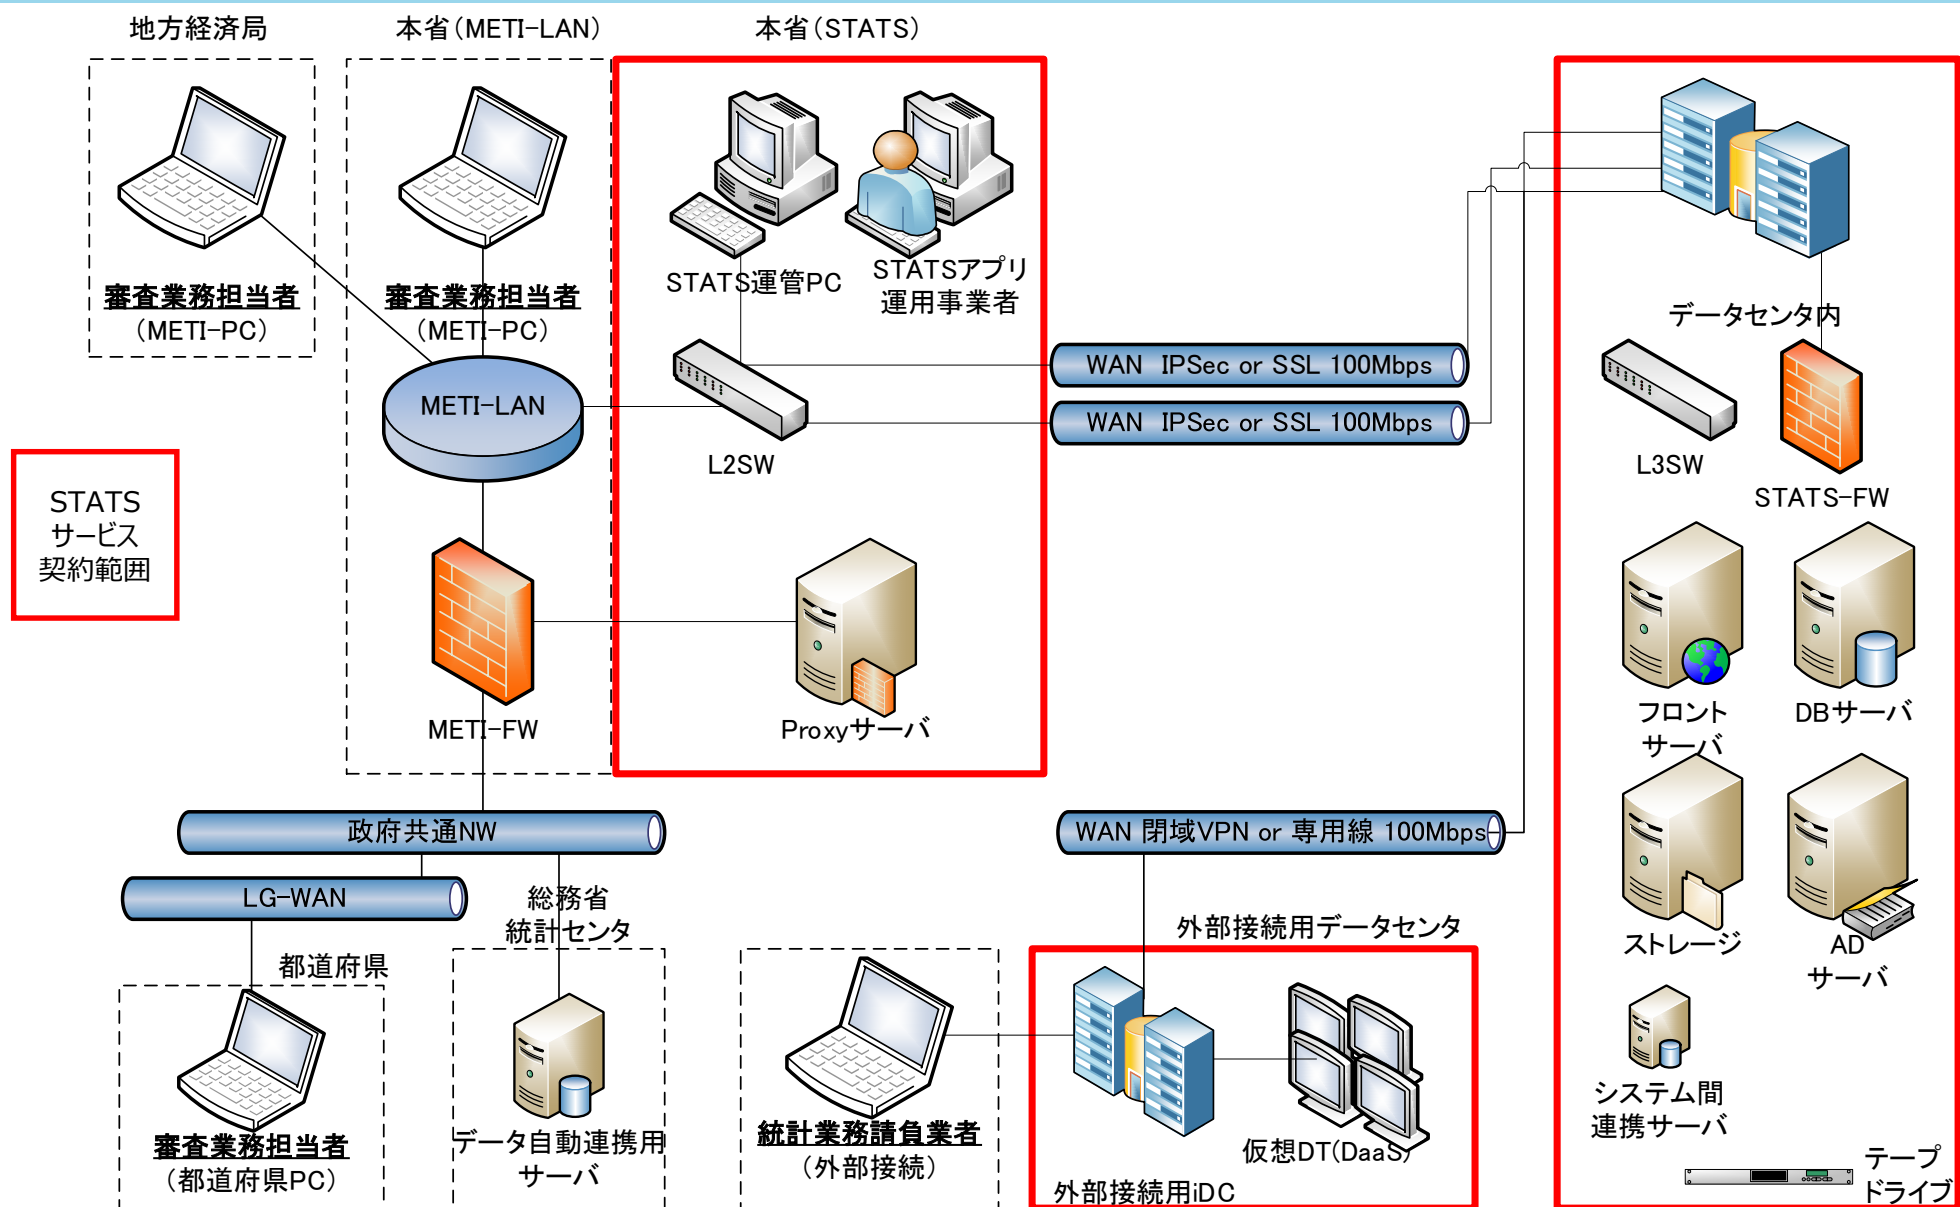 地方経済局
本省(METI-LAN)
本省(STATS)
審査業務担当者
(METI-PC)
審査業務担当者
(METI-PC)
STATS運管PC
STATSアプリ
運用事業者
データセンタ内
METI-LAN
WAN IPSec or SSL 100Mbps
WAN IPSec or SSL 100Mbps
L2SW
L3SW
STATS-FW
STATS
サービス
契約範囲
METI-FW
Proxyサーバ
フロント
サーバ
DBサーバ
政府共通NW
WAN 閉域VPN or 専用線 100Mbps
LG-WAN
総務省
統計センタ
外部接続用データセンタ
ストレージ
AD
サーバ
都道府県
システム間
連携サーバ
審査業務担当者
(都道府県PC)
データ自動連携用
サーバ
統計業務請負業者
(外部接続)
仮想DT(DaaS)
外部接続用iDC
テープ
ドライブ